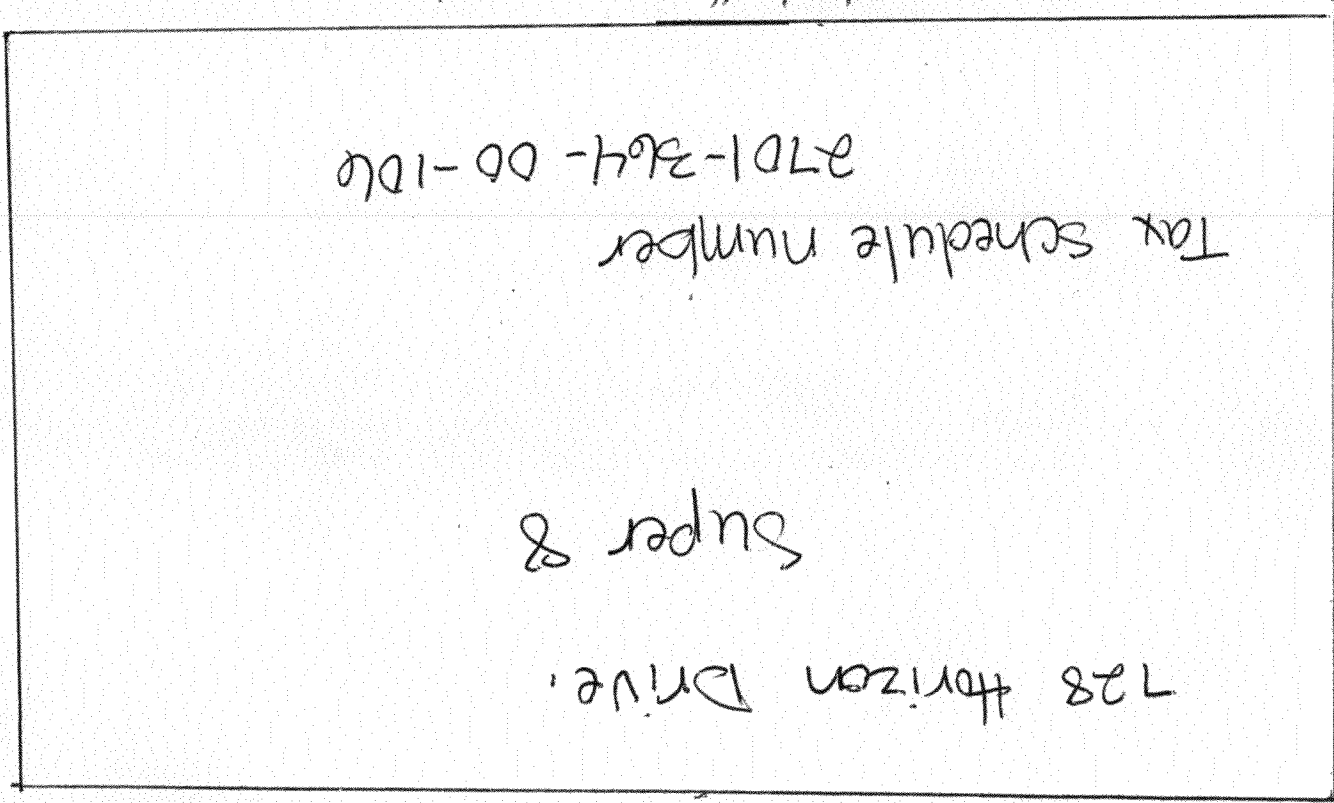 728 Horizon Drive.
Super 8
Tax Schedule number
2701-364-00-106